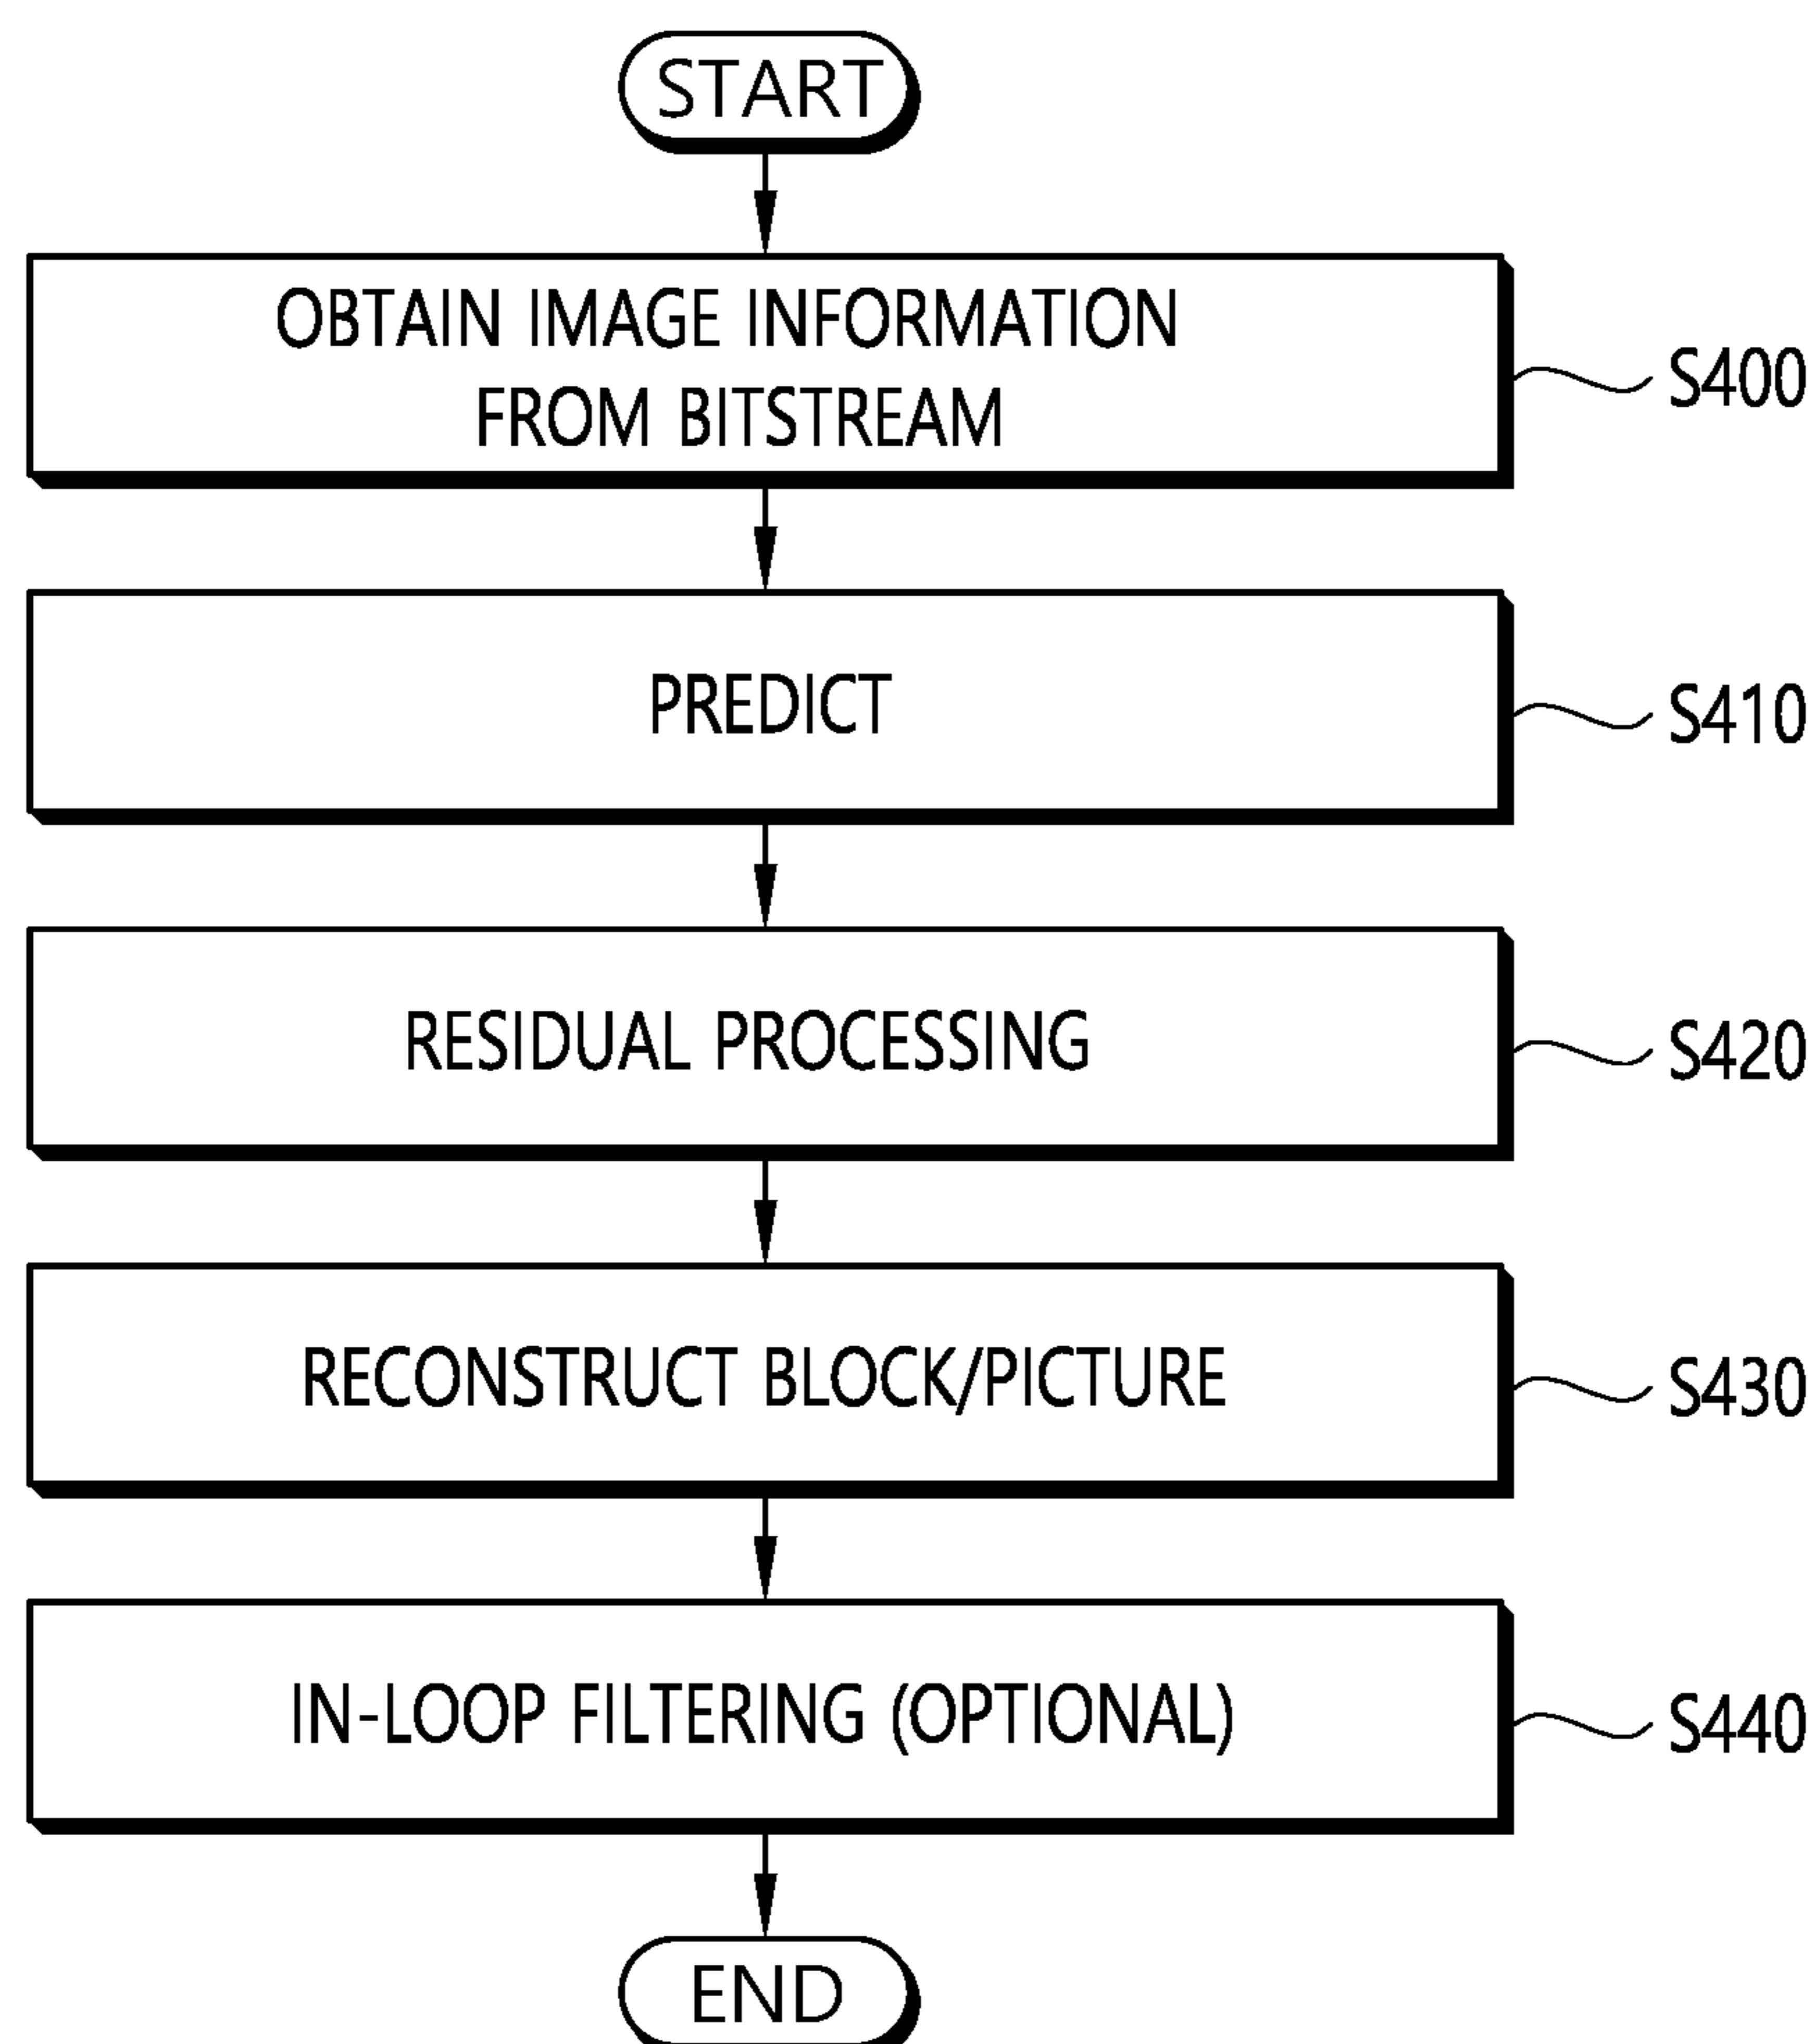 START
OBTAIN IMAGE INFORMATION
FROM BITSTREAM
S400
PREDICT
S410
RESIDUAL PROCESSING
S420
RECONSTRUCT BLOCK/PICTURE
S430
IN-LOOP FILTERING (OPTIONAL)
S440
END